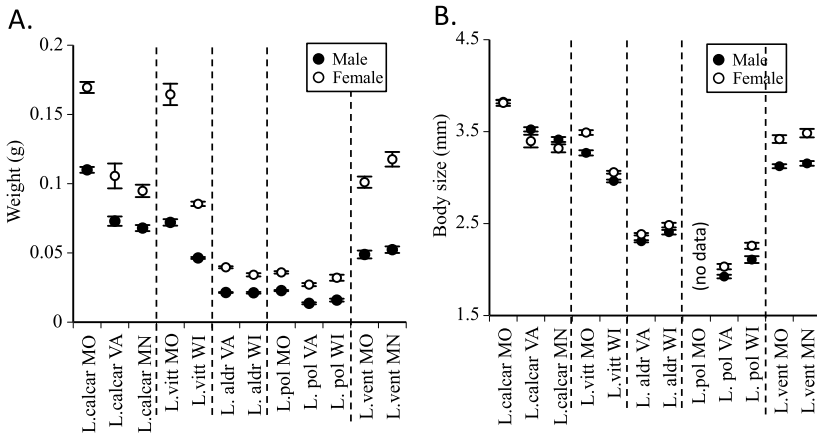 A.
0.2
0.15
0.1
0.05
0
Weight (g)
Male
Female
L.calcar MO
L.calcar VA
L.calcar MN
L.vitt MO
L.vitt WI
L. aldr VA
L. aldr WI
L.pol MO
L. pol VA
L. pol WI
L.vent MO
L.vent MN
B.
4.5
3.5
2.5
1.5
Body size (mm)
Male
Female
(no data)
L.calcar MO
L.calcar VA
L.calcar MN
L.vitt MO
L.vitt WI
L. aldr VA
L. aldr WI
L.pol MO
L. pol VA
L. pol WI
L.vent MO
L.vent MN